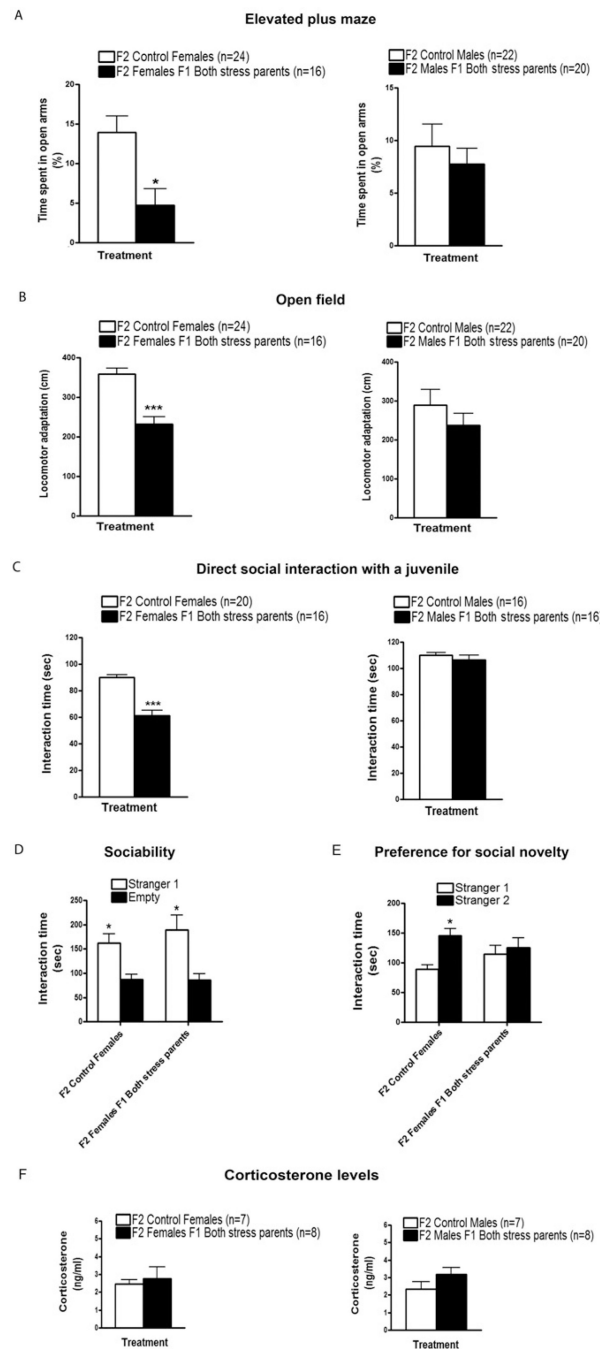 A
Elevated plus maze
F2 Control Females (n=24)
F2 Females F1 Both stress parents (n=16)
Time spent in open arms
(%)
20
15
10
5
0
*
Treatment
F2 Control Males (n=22)
F2 Males F1 Both stress parents (n=20)
Time spent in open arms
(%)
15
10
5
0
Treatment
B
Open field
F2 Control Females (n=24)
F2 Females F1 Both stress parents (n=16)
Locomotor adaptation (cm)
400
300
200
100
0
***
Treatment
F2 Control Males (n=22)
F2 Males F1 Both stress parents (n=20)
Locomotor adaptation (cm)
400
300
200
100
0
Treatment
C
Direct social interaction with a juvenile
F2 Control Females (n=20)
F2 Females F1 Both stress parents (n=16)
Interaction time (sec)
120
100
80
60
40
20
0
***
Treatment
F2 Control Males (n=16)
F2 Males F1 Both stress parents (n=16)
Interaction time (sec)
120
100
80
60
40
20
0
Treatment
D
Sociability
Stranger 1
Empty
Interaction time
(sec)
250
200
150
100
50
0
*
*
F2 Control Females
F2 Females F1 Both stress parents
E
Preference for social novelty
Stranger 1
Stranger 2
Interaction time
(sec)
200
150
100
50
0
*
F2 Control Females
F2 Females F1 Both stress parents
F
Corticosterone levels
F2 Control Females (n=7)
F2 Females F1 Both stress parents (n=8)
Corticosterone
(ng/ml)
6
5
4
3
2
1
0
Treatment
F2 Control Males (n=7)
F2 Males F1 Both stress parents (n=8)
Corticosterone
(ng/ml)
6
5
4
3
2
1
0
Treatment